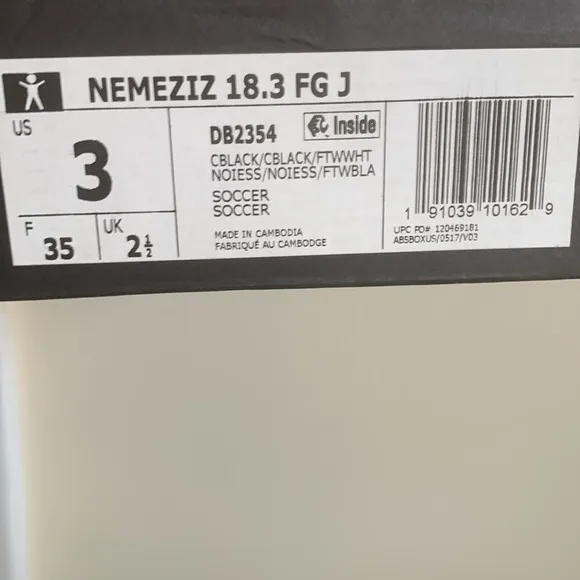 NEMEZIZ 18.3 FG J
US
3
F
35
UK
2½
DB2354
Inside
CBLACK/CBLACK/FTWWHT
NOIESS/NOIESS/FTWBLA
SOCCER
SOCCER
MADE IN CAMBODIA
FABRIQUÉ AU CAMBODGE
1 91039 10162 9
UPC PO# 120469181
ABSBOXUS/0517/V03